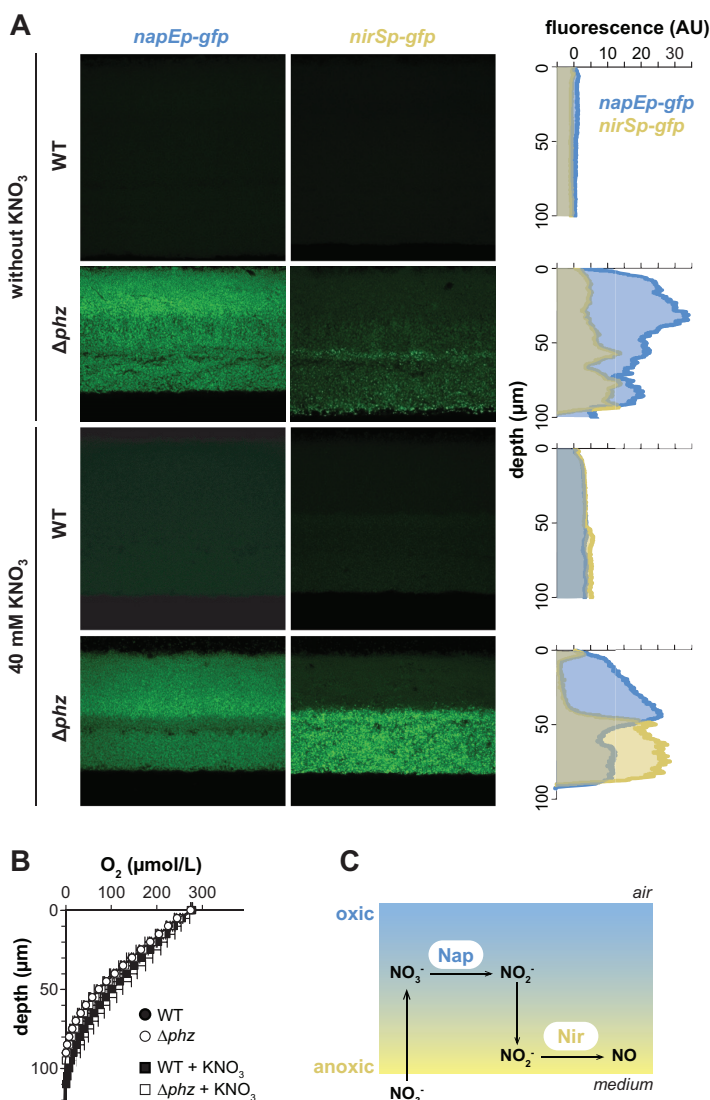 A
napEp-gfp
nirSp-gfp
fluorescence (AU)
0 10 20 30
without KNO₃
WT
0
50
100
napEp-gfp
nirSp-gfp
Δphz
0
50
100
40 mM KNO₃
WT
0
50
100
depth (µm)
Δphz
0
50
100
B
O₂ (µmol/L)
0 100 200 300
depth (µm)
0
50
100
WT
Δphz
WT + KNO₃
Δphz + KNO₃
C
air
oxic
Nap
NO₃⁻
NO₂⁻
Nir
NO₂⁻
NO
anoxic
medium
NO₃⁻